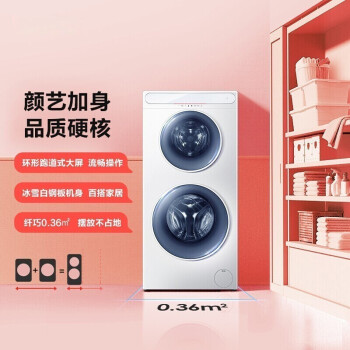 颜艺加身
品质硬核
环形跑道式大屏 流畅操作
冰雪白钢板机身 百搭家居
纤巧0.36㎡ 摆放不占地
+ =
0.36m²